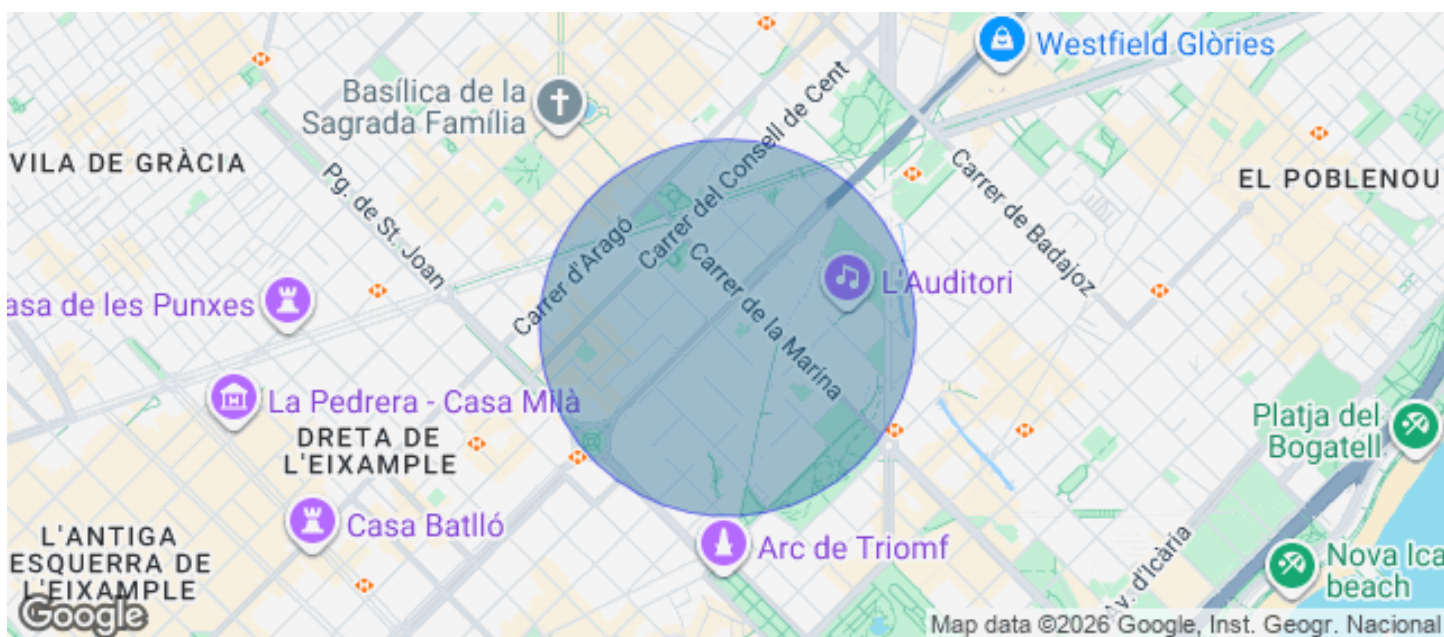 Westfield Glòries
Basílica de la
Sagrada Família
VILA DE GRÀCIA
Pg. de St. Joan
Carrer del Consell de Cent
Carrer d'Aragó
Carrer de la Marina
Carrer de Badajoz
EL POBLENOU
L'Auditori
asa de les Punxes
La Pedrera - Casa Milà
DRETA DE
L'EIXAMPLE
Platja del
Bogatell
Casa Batlló
L'ANTIGA
ESQUERRA DE
L'EIXAMPLE
Arc de Triomf
Av. d'Icària
Nova Ica
beach
Google
Map data ©2026 Google, Inst. Geogr. Nacional